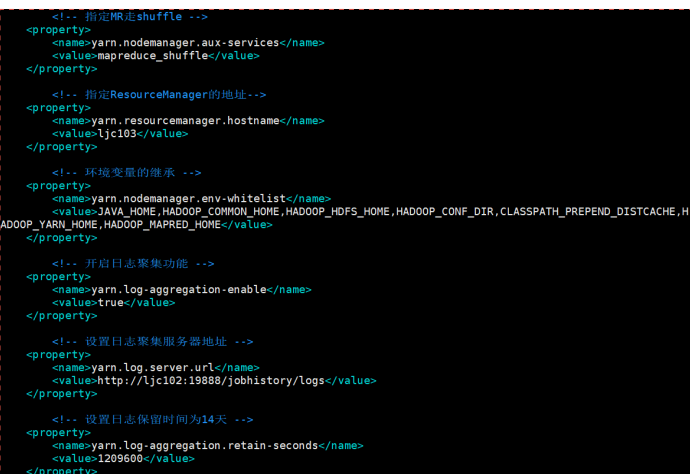 <!-- 指定MR走shuffle -->
<property>
<name>yarn.nodemanager.aux-services</name>
<value>mapreduce_shuffle</value>
</property>
<!-- 指定ResourceManager的地址-->
<property>
<name>yarn.resourcemanager.hostname</name>
<value>ljc103</value>
</property>
<!-- 环境变量的继承 -->
<property>
<name>yarn.nodemanager.env-whitelist</name>
<value>JAVA_HOME,HADOOP_COMMON_HOME,HADOOP_HDFS_HOME,HADOOP_CONF_DIR,CLASSPATH_PREPEND_DISTCACHE,H
ADOOP_YARN_HOME,HADOOP_MAPRED_HOME</value>
</property>
<!-- 开启日志聚集功能 -->
<property>
<name>yarn.log-aggregation-enable</name>
<value>true</value>
</property>
<!-- 设置日志聚集服务器地址 -->
<property>
<name>yarn.log.server.url</name>
<value>http://ljc102:19888/jobhistory/logs</value>
</property>
<!-- 设置日志保留时间为14天 -->
<property>
<name>yarn.log-aggregation.retain-seconds</name>
<value>1209600</value>
</property>